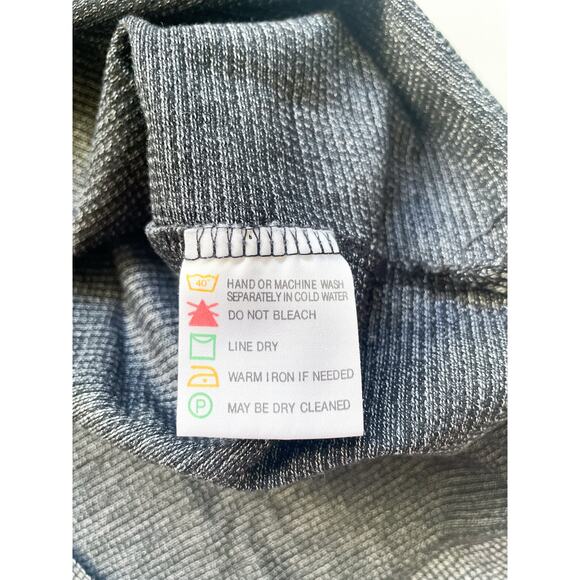 40° HAND OR MACHINE WASH
SEPARATELY IN COLD WATER
DO NOT BLEACH
LINE DRY
WARM IRON IF NEEDED
P MAY BE DRY CLEANED